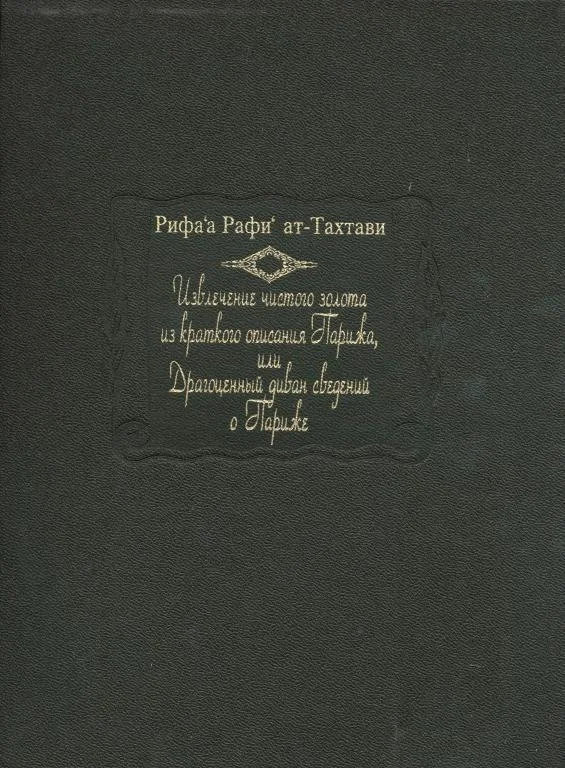 Рифа‘а Рафи‘ ат-Тахтави
Извлечение чистого золота
из краткого описания Парижа,
или
Драгоценный диван сведений
о Париже